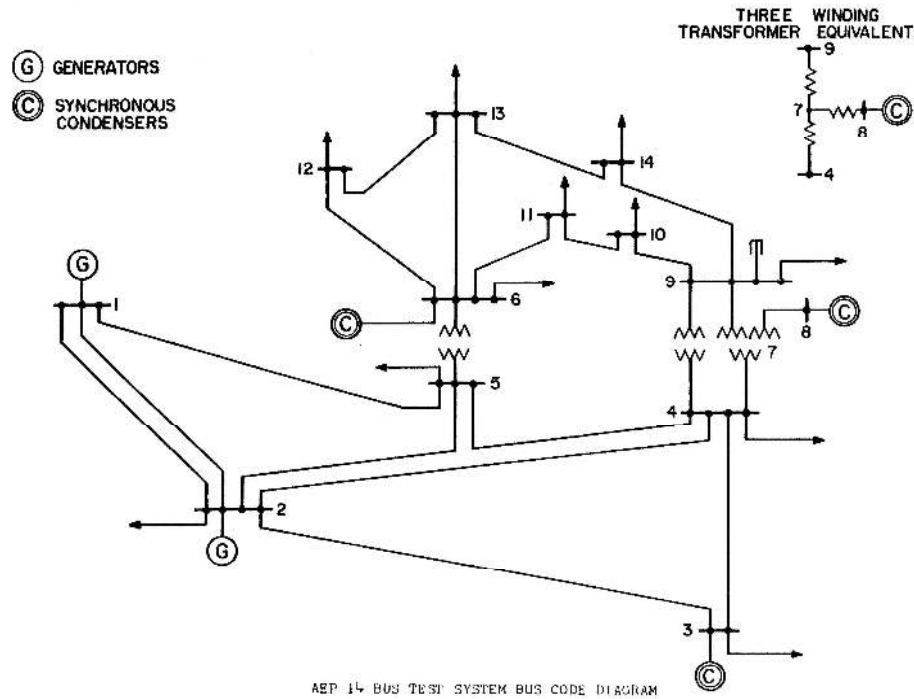 THREE WINDING
TRANSFORMER EQUIVALENT
9
7
8
C
4
G GENERATORS
C SYNCHRONOUS
CONDENSERS
13
12
14
11
10
G
1
C
6
9
8
C
7
5
4
2
G
3
C
AEP 14 BUS TEST SYSTEM BUS CODE DIAGRAM